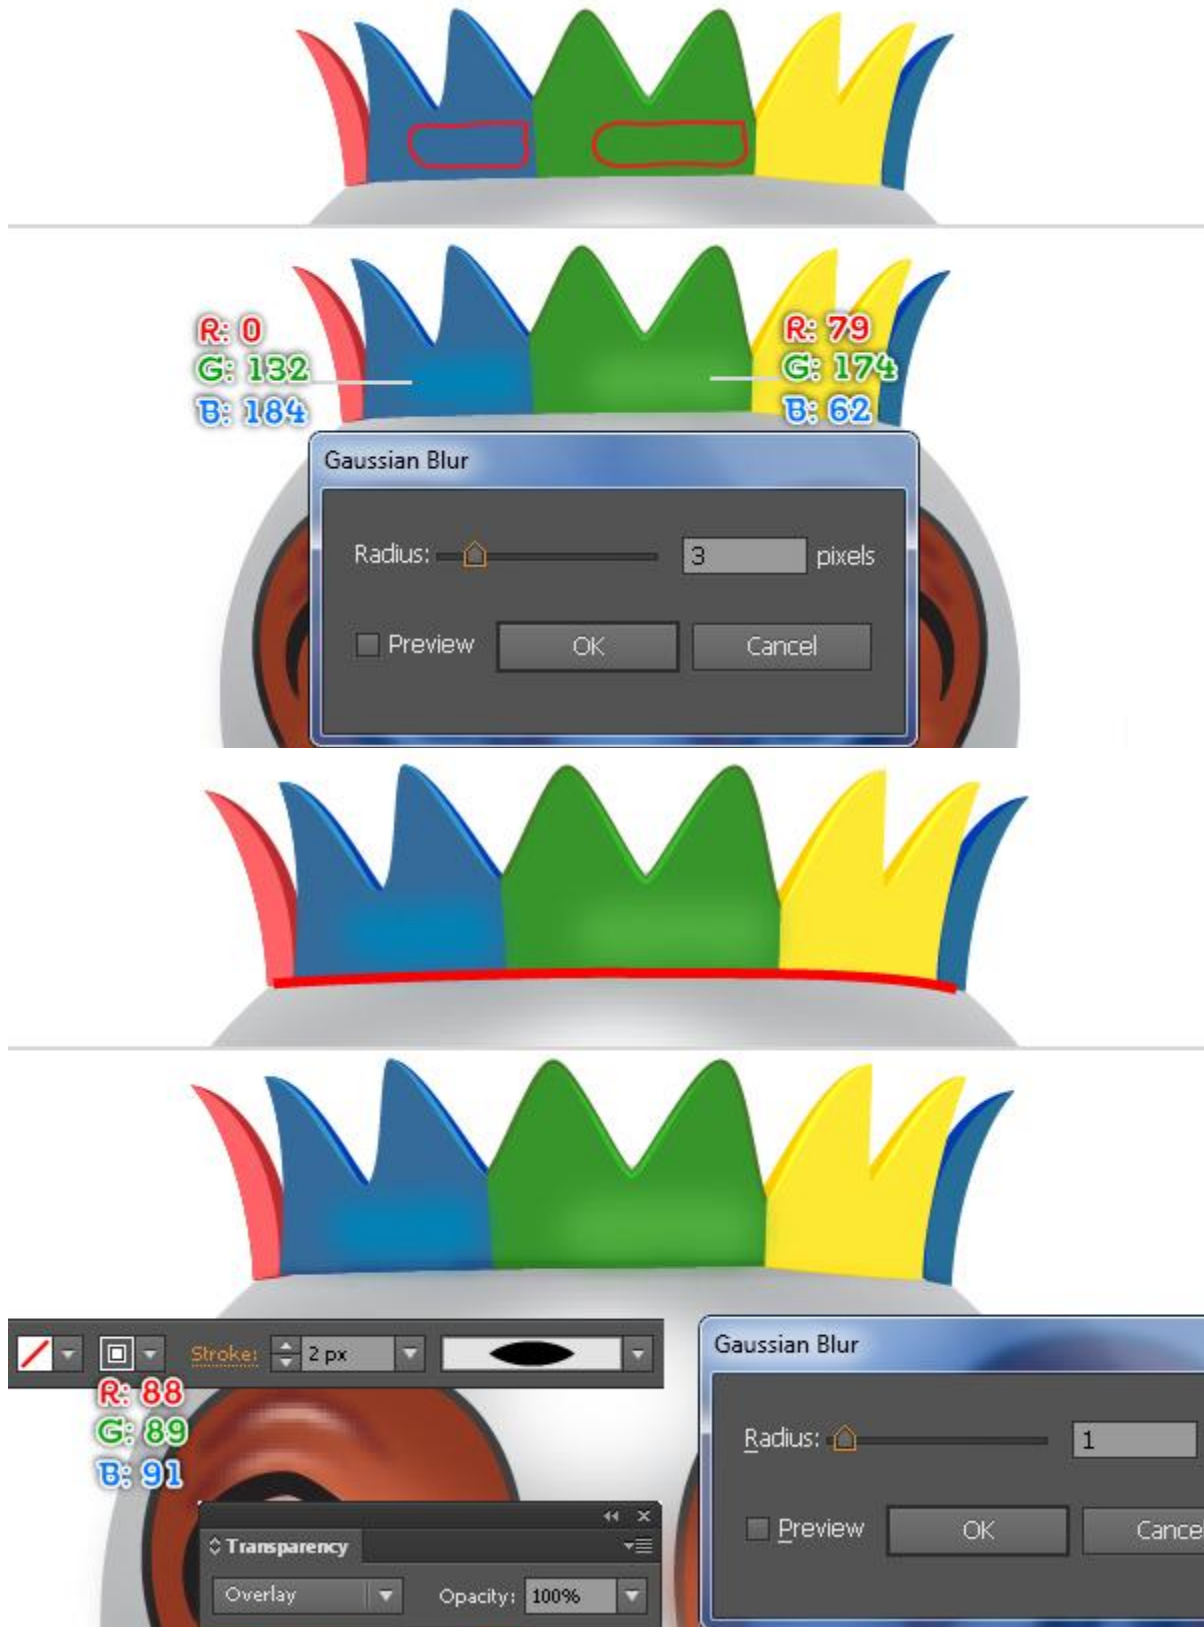 R: 0
G: 132
B: 184
R: 79
G: 174
B: 62
Gaussian Blur
Radius: 3 pixels
Preview OK Cancel
Stroke: 2 px
R: 88
G: 89
B: 91
Transparency
Overlay Opacity: 100%
Gaussian Blur
Radius: 1
Preview OK Cance